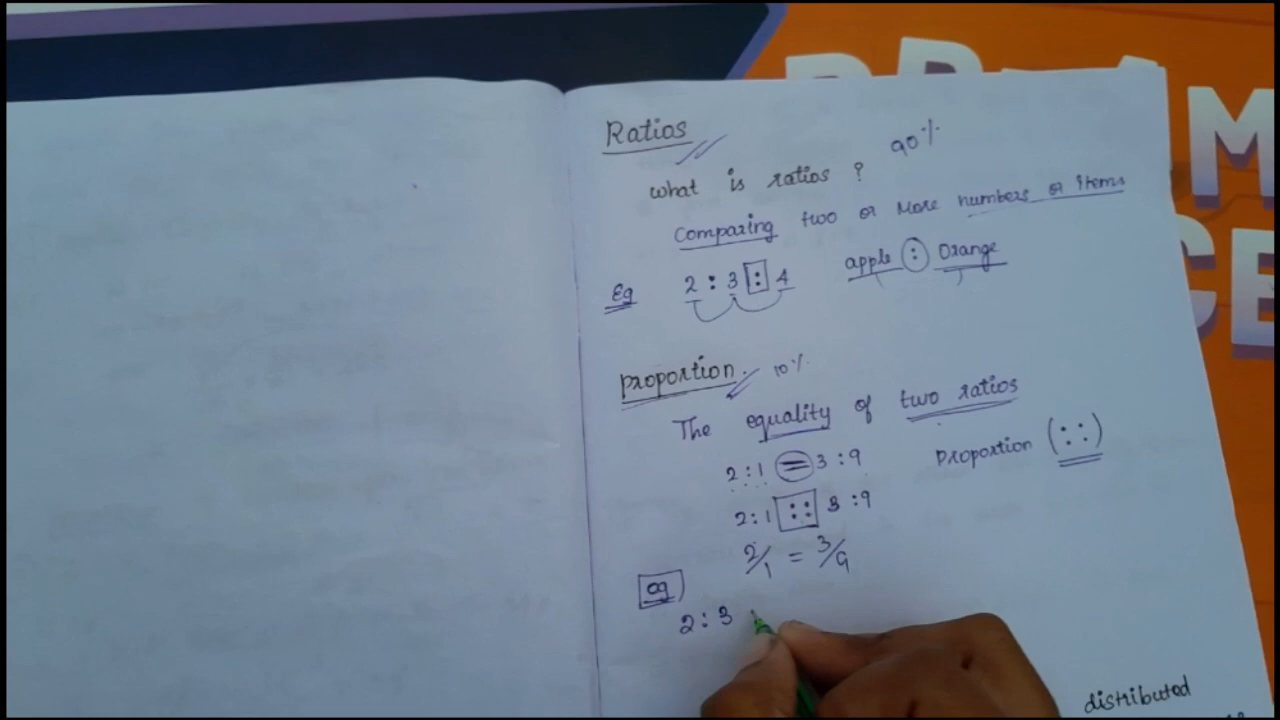 Ratios
90%
what is ratios ?
Comparing two or More numbers or items
Eg 2 : 3 : 4 apple : Orange
Proportion. 10%
The equality of two ratios
2:1 = 3:9 Proportion (::)
2:1 :: 3:9
2/1 = 3/9
eg
2:3
distributed